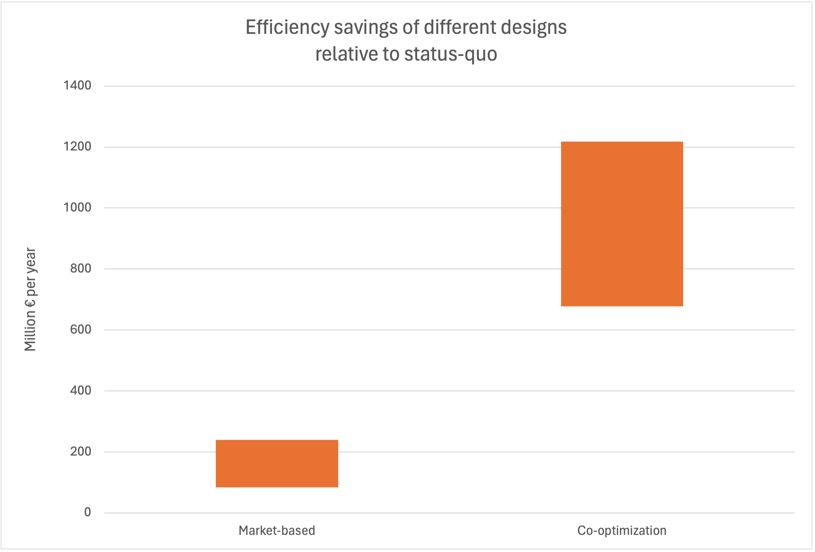 Efficiency savings of different designs
relative to status-quo
1400
1200
1000
800
600
400
200
0
Million € per year
Market-based
Co-optimization